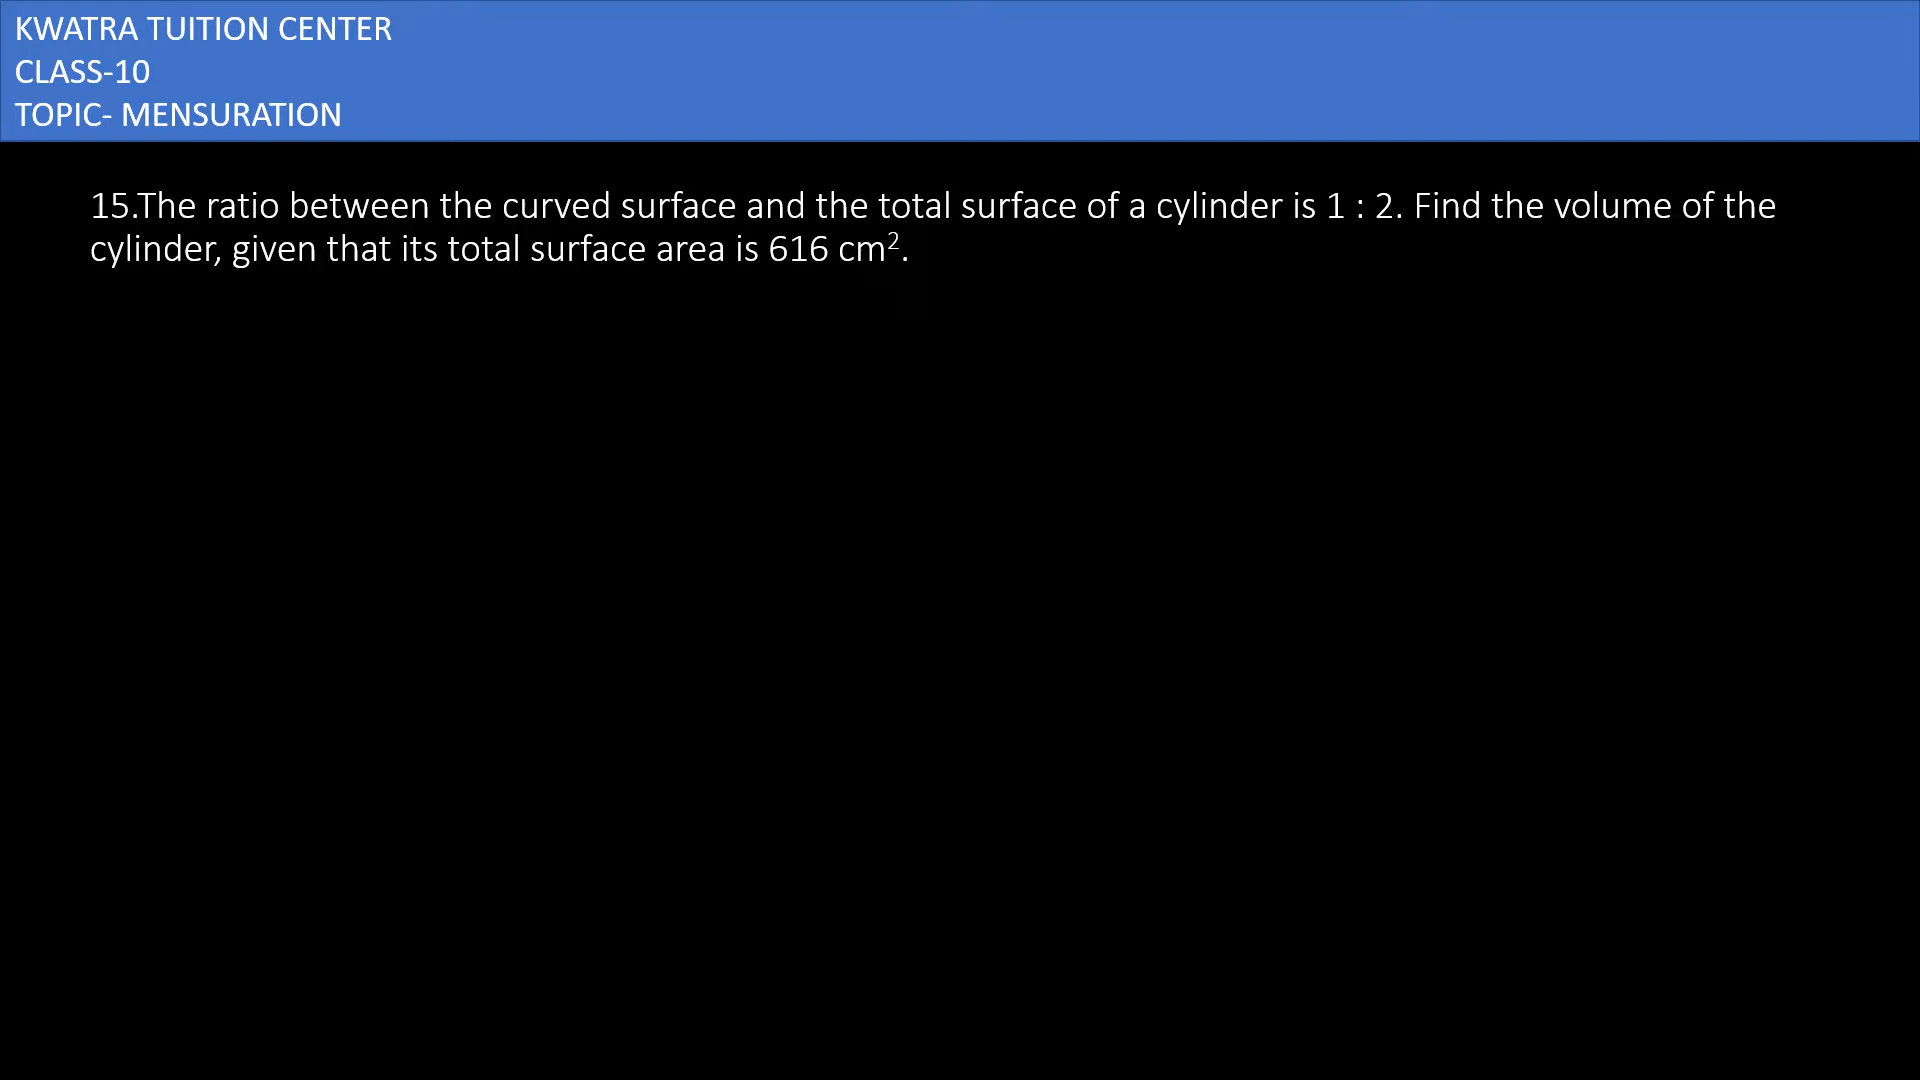 KWATRA TUITION CENTER
CLASS-10
TOPIC- MENSURATION
15.The ratio between the curved surface and the total surface of a cylinder is 1 : 2. Find the volume of the
cylinder, given that its total surface area is 616 cm².